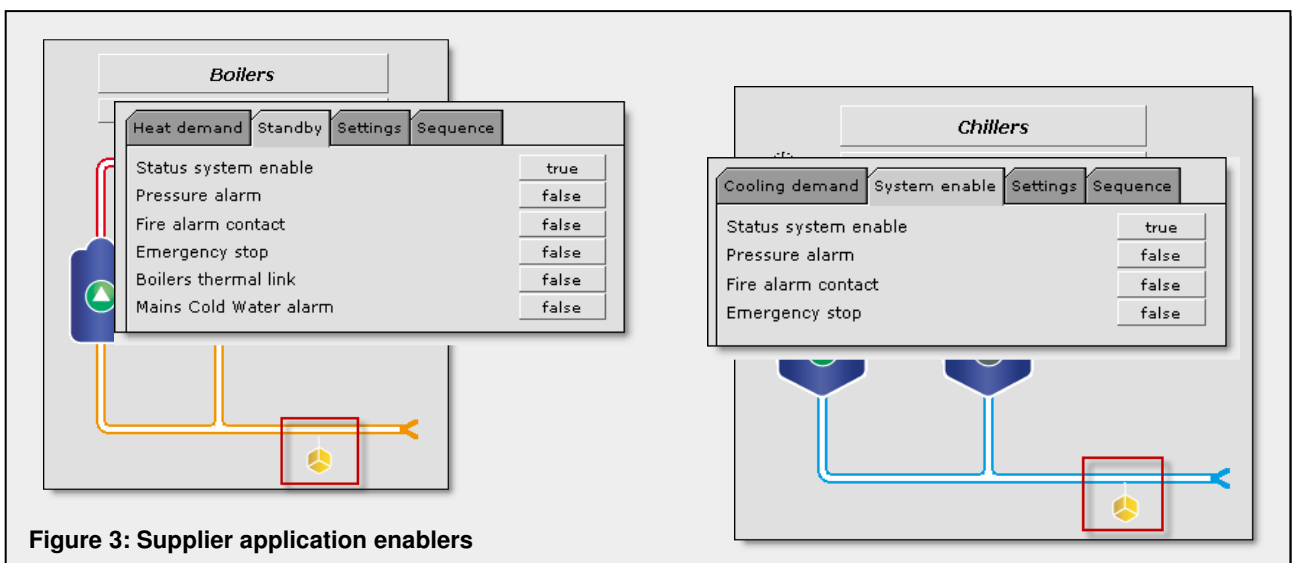 Boilers
Heat demand Standby Settings Sequence
Status system enable true
Pressure alarm false
Fire alarm contact false
Emergency stop false
Boilers thermal link false
Mains Cold Water alarm false
Chillers
Cooling demand System enable Settings Sequence
Status system enable true
Pressure alarm false
Fire alarm contact false
Emergency stop false
Figure 3: Supplier application enablers